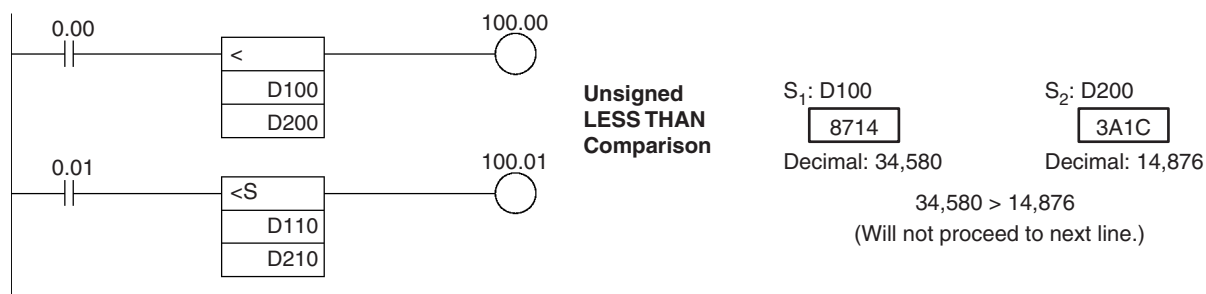 0.00
100.00
<
D100
D200
0.01
100.01
<S
D110
D210
Unsigned
LESS THAN
Comparison
S₁: D100
8714
Decimal: 34,580
S₂: D200
3A1C
Decimal: 14,876
34,580 > 14,876
(Will not proceed to next line.)